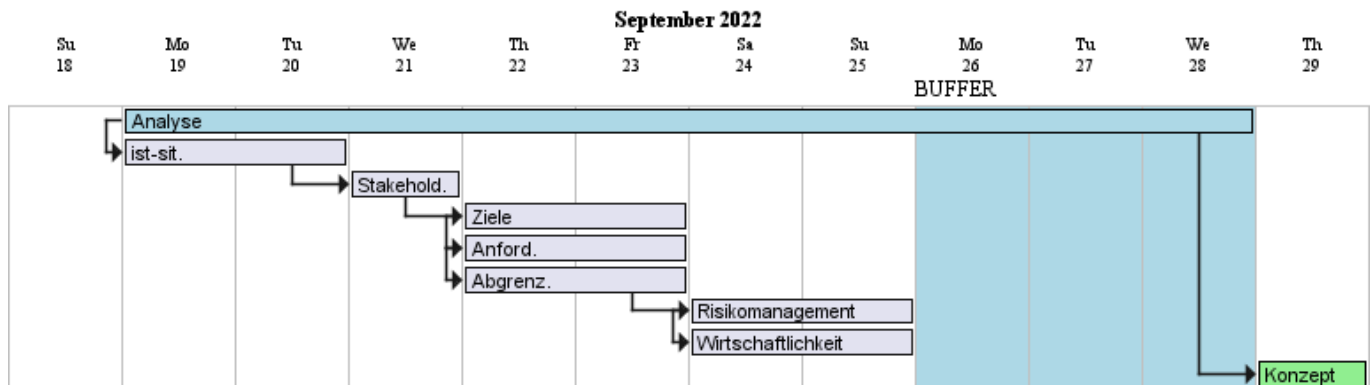 September 2022
Su Mo Tu We Th Fr Sa Su Mo Tu We Th
18 19 20 21 22 23 24 25 26 27 28 29
BUFFER
Analyse
ist-sit.
Stakehold.
Ziele
Anford.
Abgrenz.
Risikomanagement
Wirtschaftlichkeit
Konzept